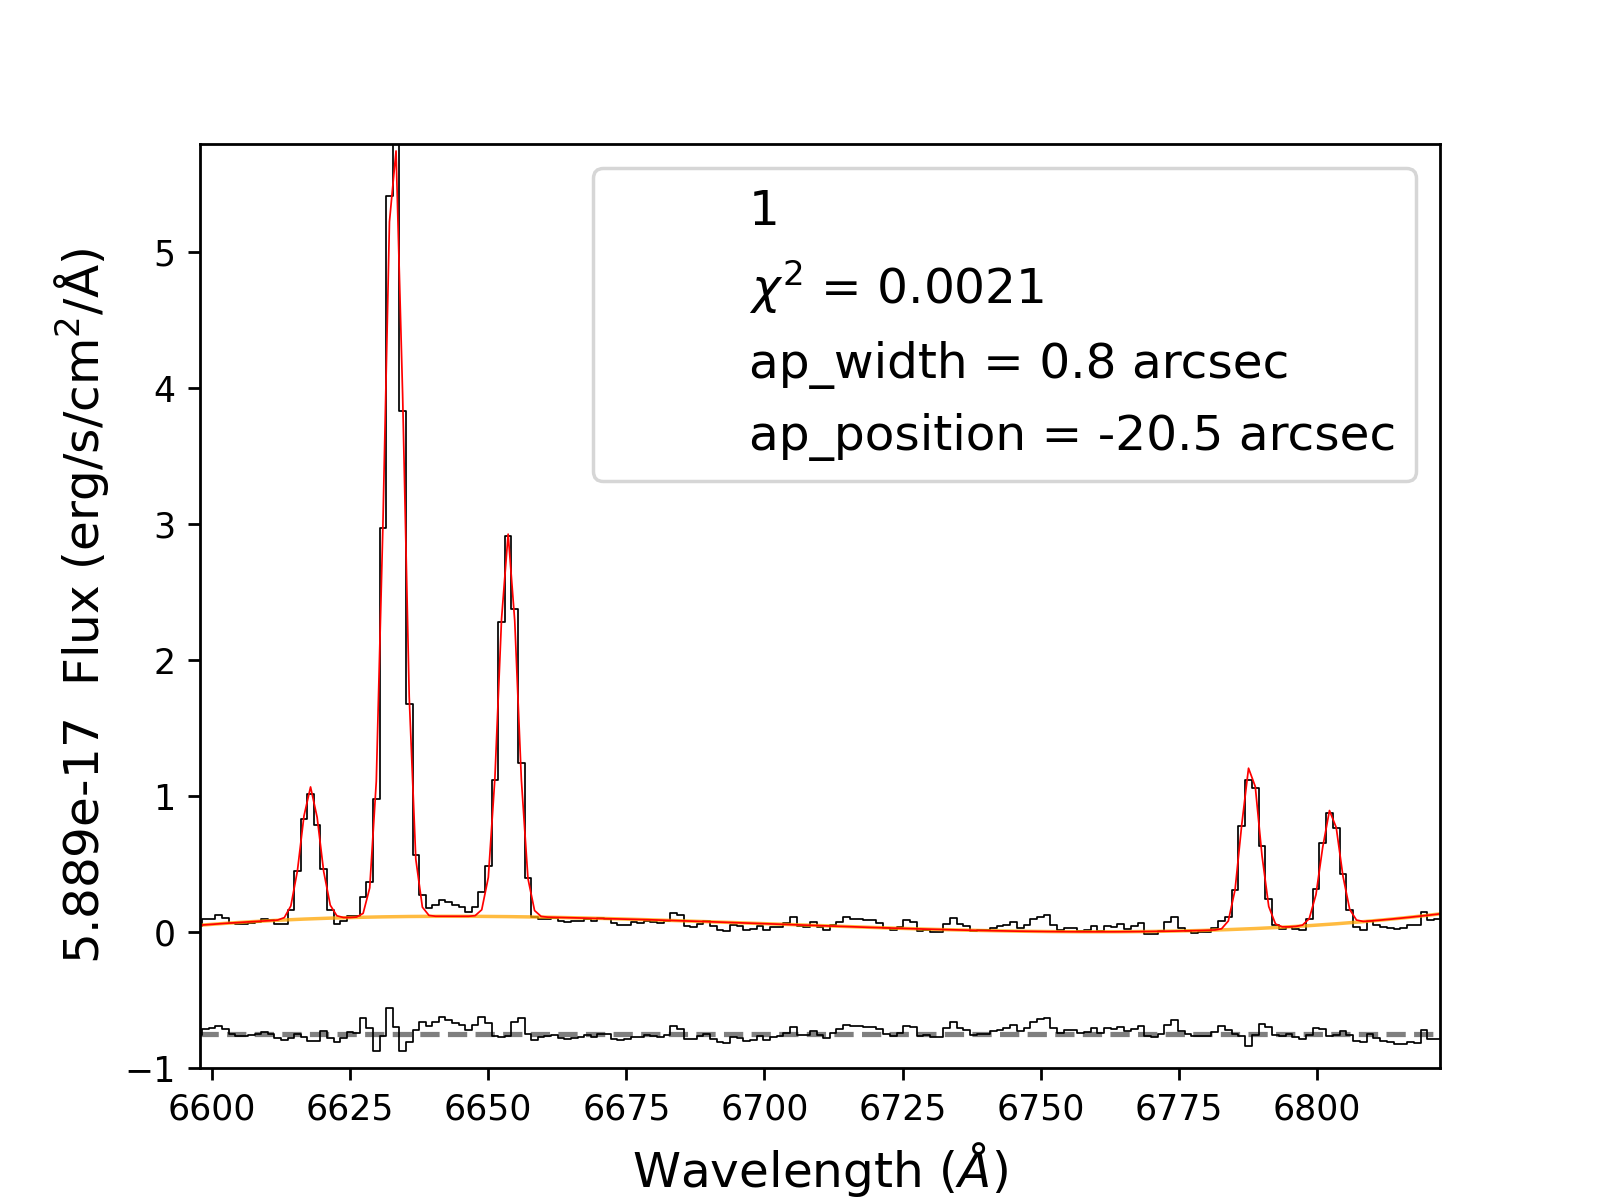 1
χ² = 0.0021
ap_width = 0.8 arcsec
ap_position = -20.5 arcsec
5.889e-17 Flux (erg/s/cm²/Å)
5
4
3
2
1
0
−1
6600 6625 6650 6675 6700 6725 6750 6775 6800
Wavelength (Å)